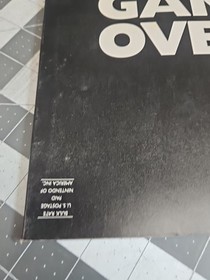 GAM
OVE
BULK RATE
U.S. POSTAGE
PAID
NINTENDO OF
AMERICA INC.